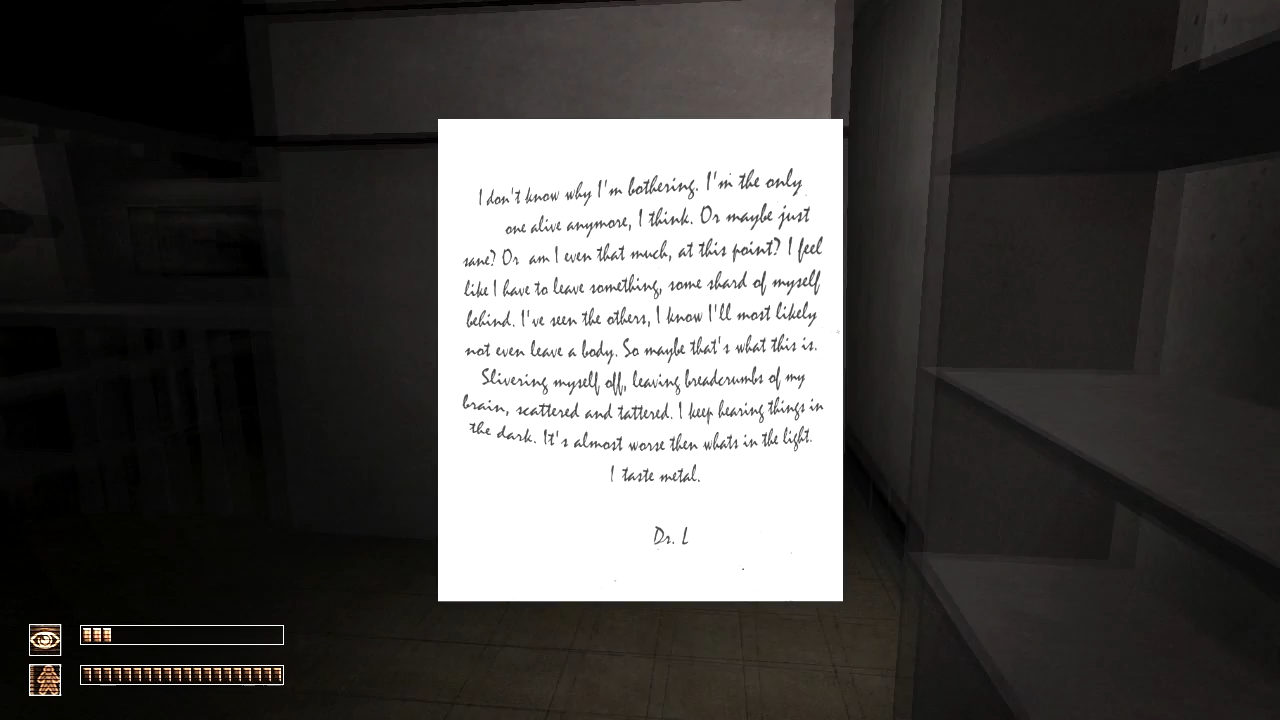 I don't know why I'm bothering. I'm the only
one alive anymore, I think. Or maybe just
sane? Or am I even that much, at this point? I feel
like I have to leave something, some shard of myself
behind. I've seen the others, I know I'll most likely
not even leave a body. So maybe that's what this is.
Slivering myself off, leaving breadcrumbs of my
brain, scattered and tattered. I keep hearing things in
the dark. It's almost worse then whats in the light.
I taste metal.
Dr. L